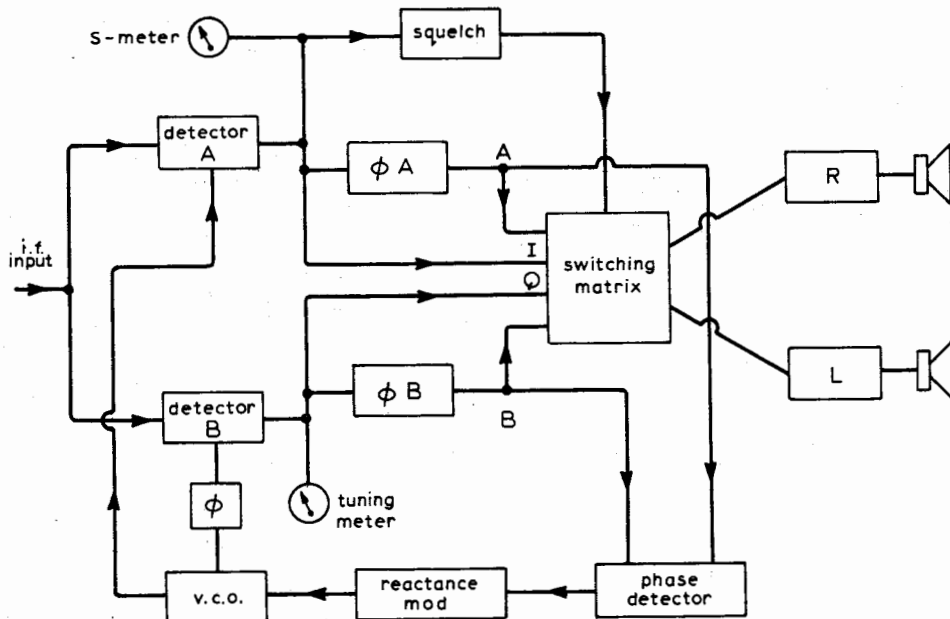 S-meter
squelch
detector
A
ϕ A
A
R
i.f.
input
I
Q
switching
matrix
detector
B
ϕ B
B
L
ϕ
tuning
meter
v.c.o.
reactance
mod
phase
detector